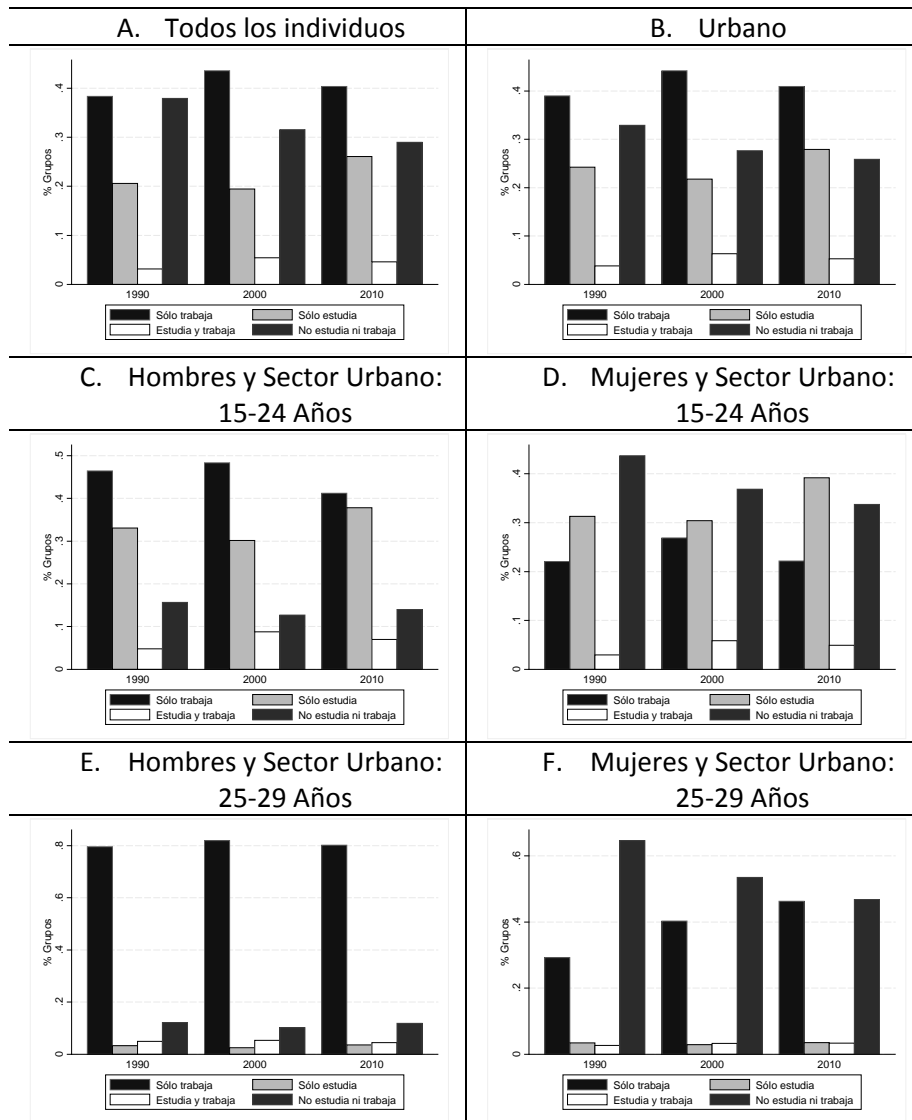 A. Todos los individuos
% Grupos
0 .1 .2 .3 .4
1990 2000 2010
Sólo trabaja Sólo estudia
Estudia y trabaja No estudia ni trabaja
B. Urbano
% Grupos
0 .1 .2 .3 .4
1990 2000 2010
Sólo trabaja Sólo estudia
Estudia y trabaja No estudia ni trabaja
C. Hombres y Sector Urbano:
15-24 Años
% Grupos
0 .1 .2 .3 .4 .5
1990 2000 2010
Sólo trabaja Sólo estudia
Estudia y trabaja No estudia ni trabaja
D. Mujeres y Sector Urbano:
15-24 Años
% Grupos
0 .1 .2 .3 .4
1990 2000 2010
Sólo trabaja Sólo estudia
Estudia y trabaja No estudia ni trabaja
E. Hombres y Sector Urbano:
25-29 Años
% Grupos
0 .2 .4 .6 .8
1990 2000 2010
Sólo trabaja Sólo estudia
Estudia y trabaja No estudia ni trabaja
F. Mujeres y Sector Urbano:
25-29 Años
% Grupos
0 .2 .4 .6
1990 2000 2010
Sólo trabaja Sólo estudia
Estudia y trabaja No estudia ni trabaja